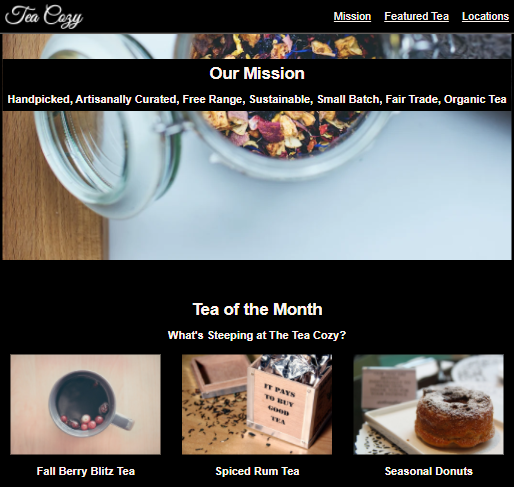 Tea Cozy
Mission Featured Tea Locations
Our Mission
Handpicked, Artisanally Curated, Free Range, Sustainable, Small Batch, Fair Trade, Organic Tea
Tea of the Month
What's Steeping at The Tea Cozy?
IT PAYS
TO BUY
GOOD
TEA
Fall Berry Blitz Tea
Spiced Rum Tea
Seasonal Donuts